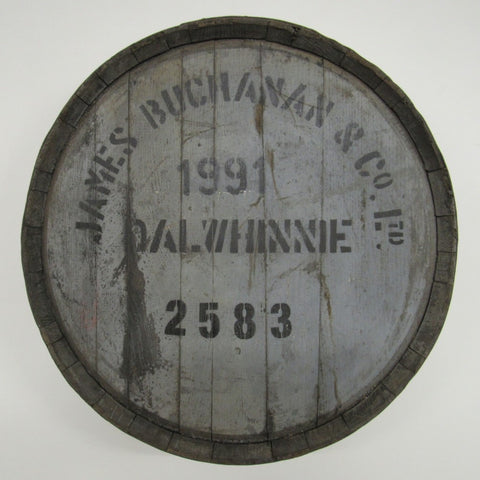 JAMES BUCHANAN & Co. LTD
1991
DALWHINNIE
2583